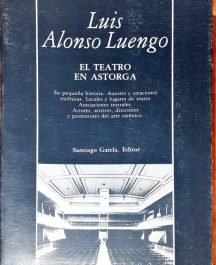 Luis
Alonso Luengo
EL TEATRO
EN ASTORGA
Su pequeña historia. Autores y creaciones
escénicas. Locales y lugares de teatro.
Asociaciones teatrales.
Actores, actrices, directores
y promotores del arte escénico.
Santiago García. Editor